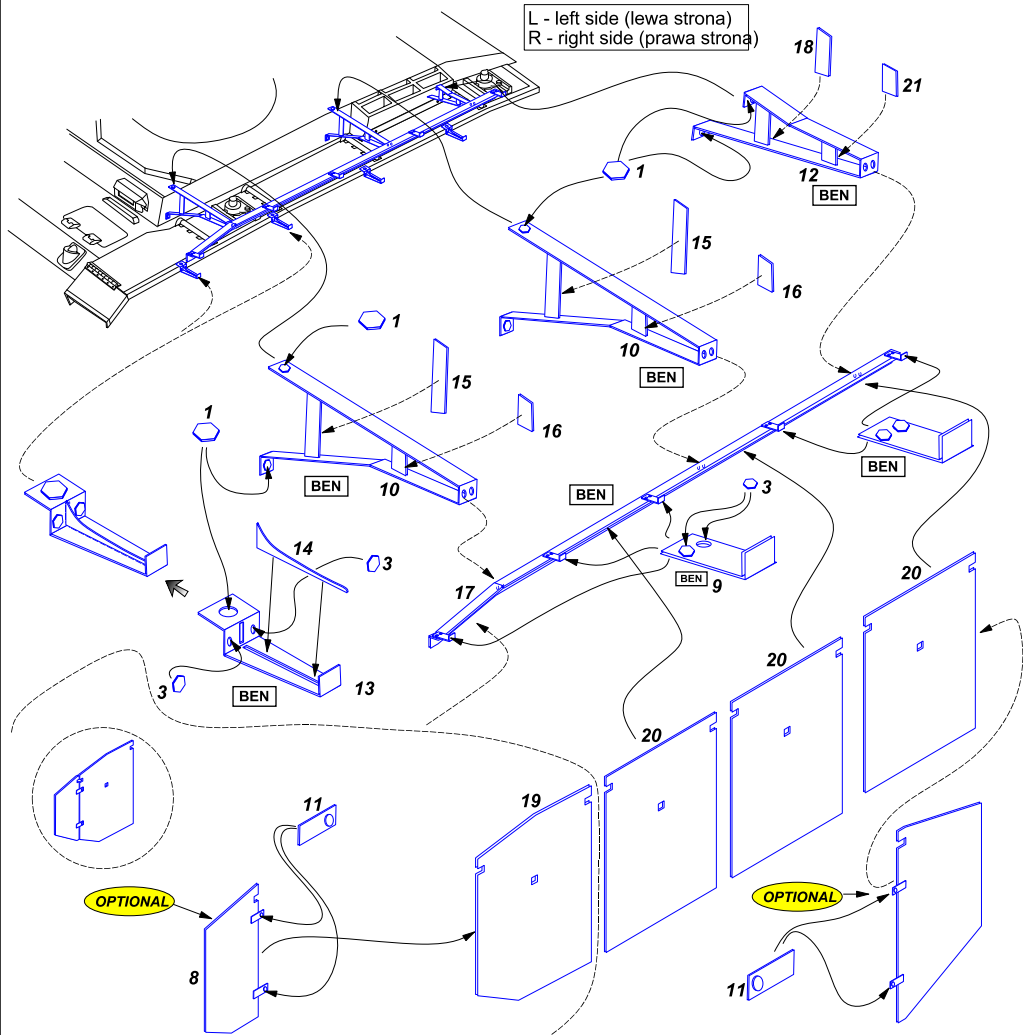 L - left side (lewa strona)
R - right side (prawa strona)
18
21
1
12
BEN
15
16
1
10
BEN
15
1
16
BEN
10
BEN
BEN
3
14
3
BEN
9
17
20
3
BEN
13
20
20
11
19
OPTIONAL
OPTIONAL
8
11